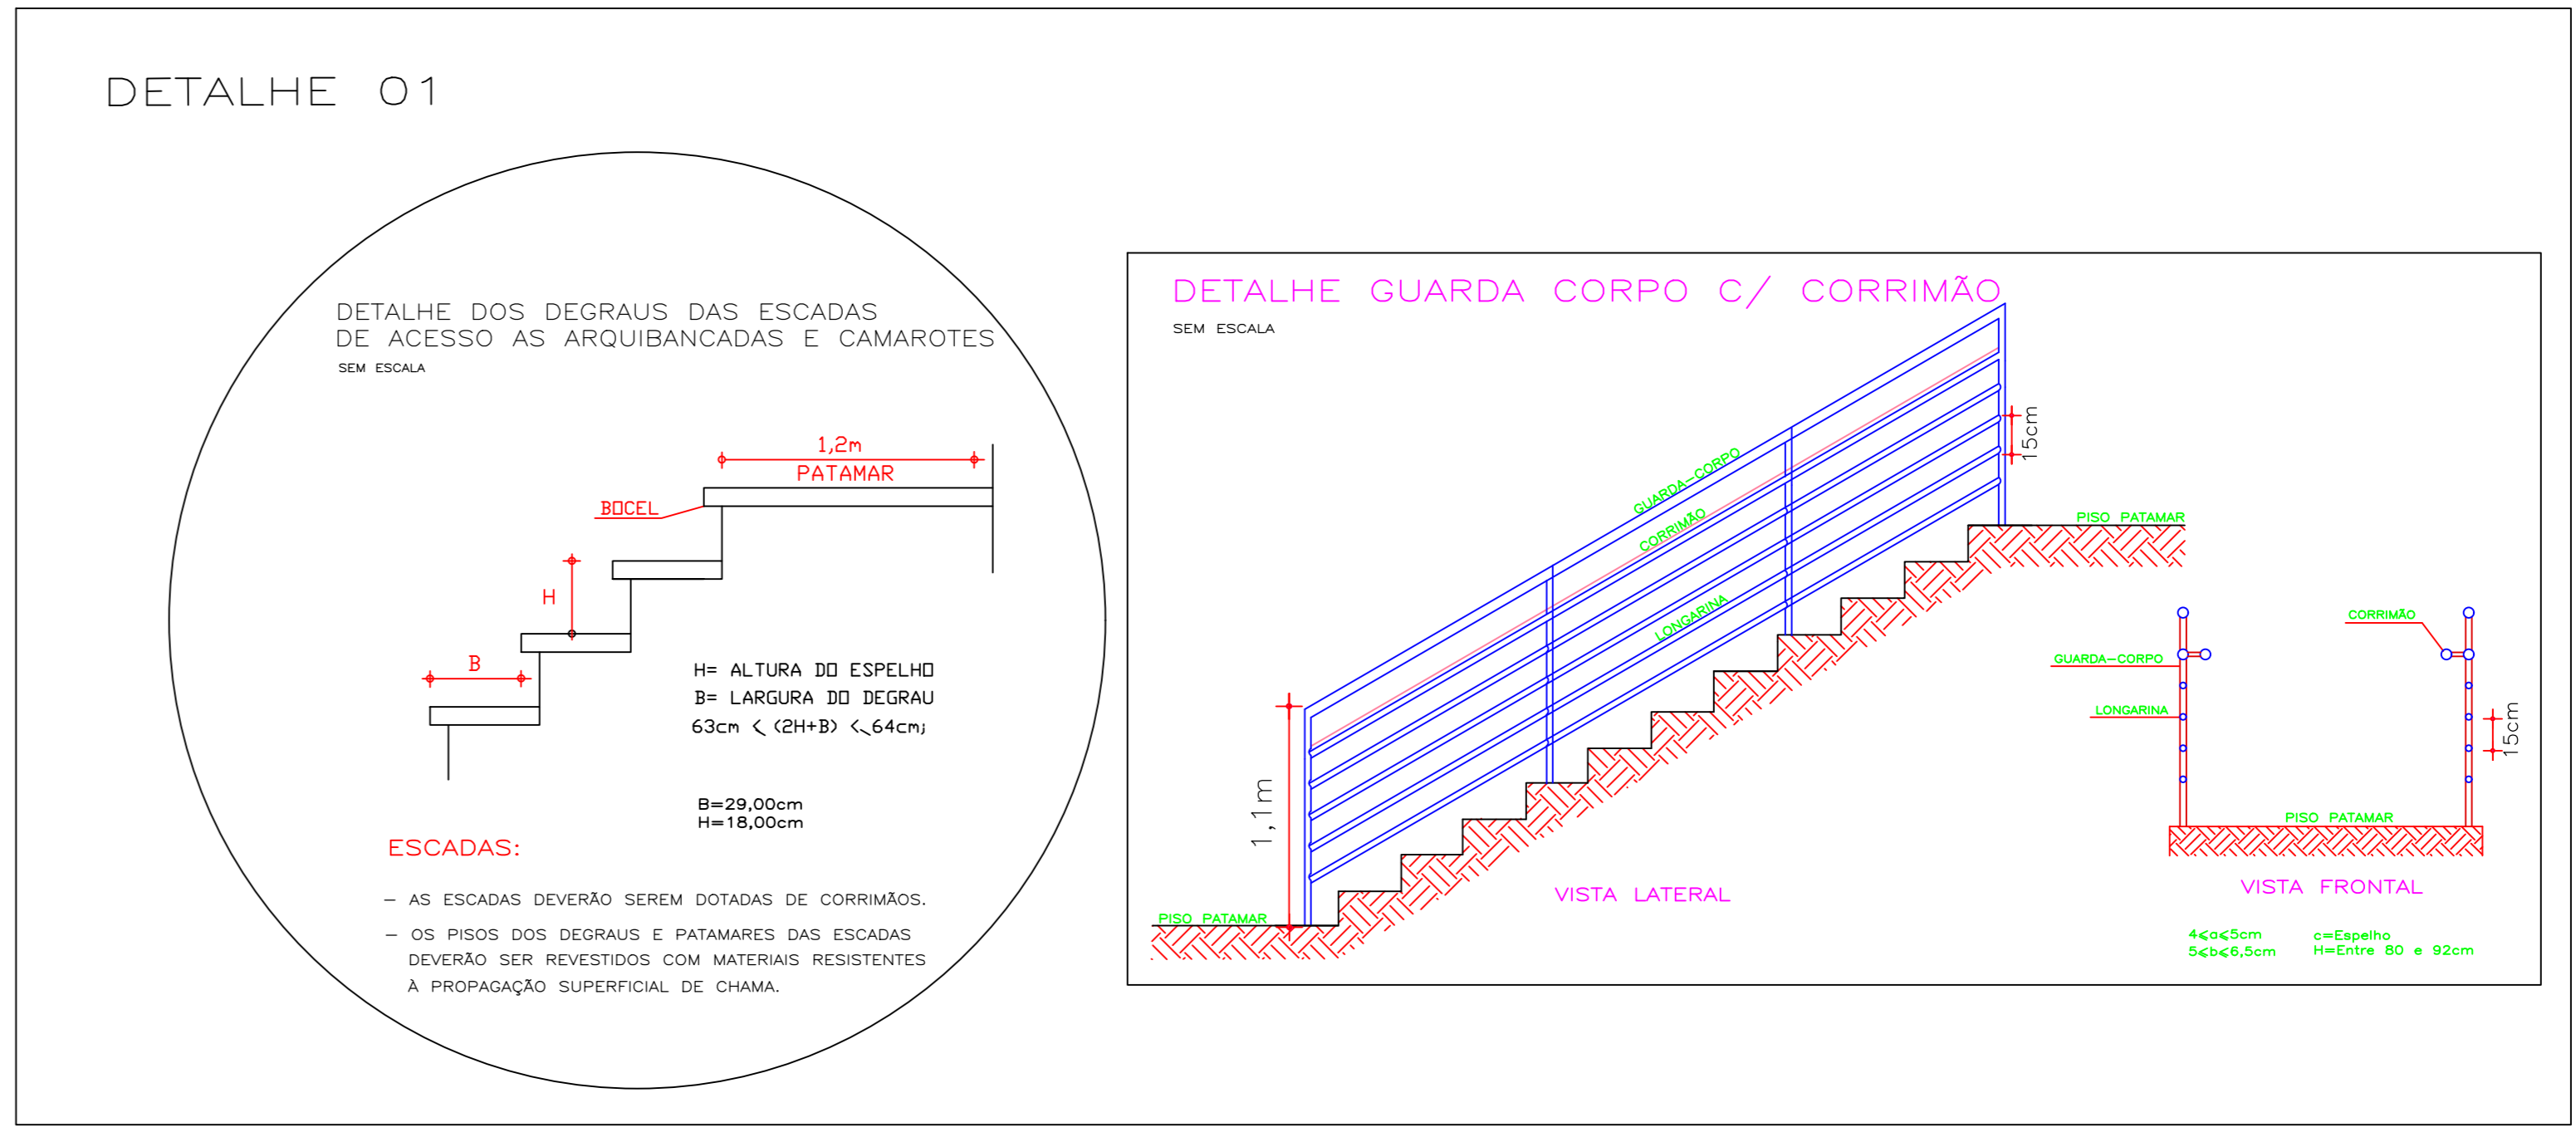 DETALHE 01
DETALHE DOS DEGRAUS DAS ESCADAS
DE ACESSO AS ARQUIBANCADAS E CAMAROTES
SEM ESCALA
1,2m
PATAMAR
BOCEL
H
B
H= ALTURA DO ESPELHO
B= LARGURA DO DEGRAU
63cm < (2H+B) < 64cm;
B=29,00cm
H=18,00cm
ESCADAS:
– AS ESCADAS DEVERÃO SEREM DOTADAS DE CORRIMÃOS.
– OS PISOS DOS DEGRAUS E PATAMARES DAS ESCADAS
DEVERÃO SER REVESTIDOS COM MATERIAIS RESISTENTES
À PROPAGAÇÃO SUPERFICIAL DE CHAMA.
DETALHE GUARDA CORPO C/ CORRIMÃO
SEM ESCALA
GUARDA-CORPO
CORRIMÃO
LONGARINA
15cm
PISO PATAMAR
1,1m
PISO PATAMAR
VISTA LATERAL
CORRIMÃO
GUARDA-CORPO
LONGARINA
15cm
PISO PATAMAR
VISTA FRONTAL
4⩽a⩽5cm c=Espelho
5⩽b⩽6,5cm H=Entre 80 e 92cm